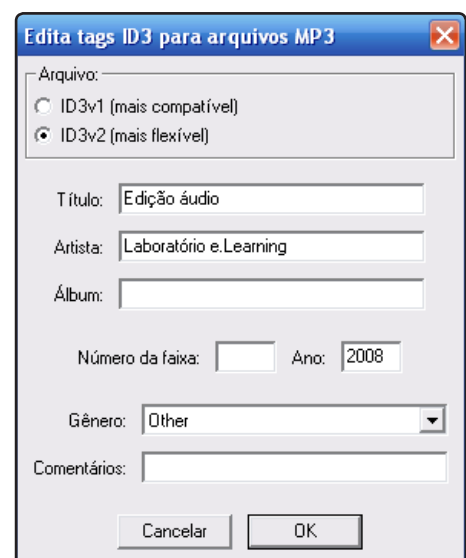 Edita tags ID3 para arquivos MP3
Arquivo:
ID3v1 (mais compatível)
ID3v2 (mais flexível)
Título: Edição áudio
Artista: Laboratório e.Learning
Álbum:
Número da faixa: Ano: 2008
Gênero: Other
Comentários:
Cancelar OK